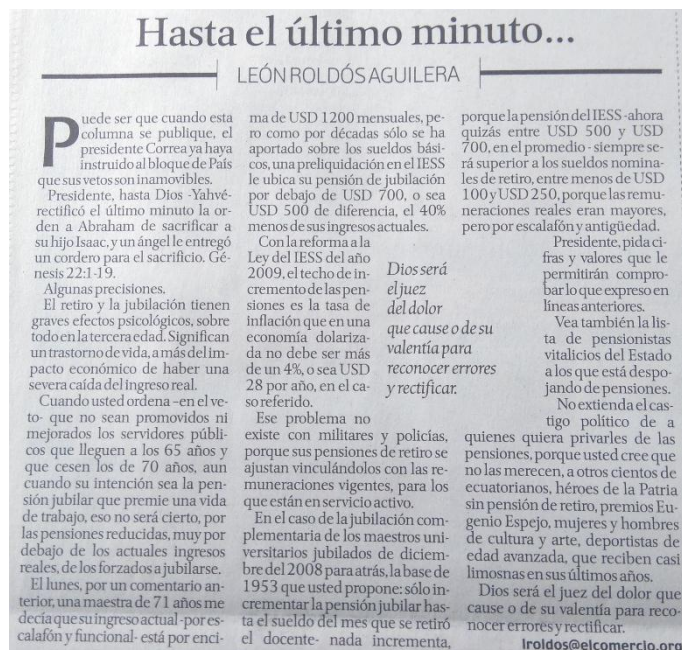 Hasta el último minuto...
LEÓN ROLDÓS AGUILERA
Puede ser que cuando esta
columna se publique, el
presidente Correa ya haya
instruido al bloque de País
que sus vetos son inamovibles.
Presidente, hasta Dios -Yahvé-
rectificó el último minuto la or-
den a Abraham de sacrificar a
su hijo Isaac, y un ángel le entregó
un cordero para el sacrificio. Gé-
nesis 22:1-19.
Algunas precisiones.
El retiro y la jubilación tienen
graves efectos psicológicos, sobre
todo en la tercera edad. Significan
un trastorno de vida, a más del im-
pacto económico de haber una
severa caída del ingreso real.
Cuando usted ordena –en el ve-
to- que no sean promovidos ni
mejorados los servidores públi-
cos que lleguen a los 65 años y
que cesen los de 70 años, aun
cuando su intención sea la pen-
sión jubilar que premie una vida
de trabajo, eso no será cierto, por
las pensiones reducidas, muy por
debajo de los actuales ingresos
reales, de los forzados a jubilarse.
El lunes, por un comentario an-
terior, una maestra de 71 años me
decía que su ingreso actual -por es-
calafón y funcional- está por enci-
ma de USD 1200 mensuales, pe-
ro como por décadas sólo se ha
aportado sobre los sueldos bási-
cos, una preliquidación en el IESS
le ubica su pensión de jubilación
por debajo de USD 700, o sea
USD 500 de diferencia, el 40%
menos de sus ingresos actuales.
Con la reforma a la
Ley del IESS del año
2009, el techo de in-
cremento de las pen-
siones es la tasa de
inflación que en una
economía dolariza-
da no debe ser más
de un 4%, o sea USD
28 por año, en el ca-
so referido.
Ese problema no
existe con militares y policías,
porque sus pensiones de retiro se
ajustan vinculándolos con las re-
muneraciones vigentes, para los
que están en servicio activo.
En el caso de la jubilación com-
plementaria de los maestros uni-
versitarios jubilados de diciem-
bre del 2008 para atrás, la base de
1953 que usted propone: sólo in-
crementar la pensión jubilar has-
ta el sueldo del mes que se retiró
el docente- nada incrementa,
Dios será
el juez
del dolor
que cause o de su
valentía para
reconocer errores
y rectificar.
porque la pensión del IESS -ahora
quizás entre USD 500 y USD
700, en el promedio - siempre se-
rá superior a los sueldos nomina-
les de retiro, entre menos de USD
100 y USD 250, porque las remu-
neraciones reales eran mayores,
pero por escalafón y antigüedad.
Presidente, pida ci-
fras y valores que le
permitirán compro-
bar lo que expreso en
líneas anteriores.
Vea también la lis-
ta de pensionistas
vitalicios del Estado
a los que está despo-
jando de pensiones.
No extienda el cas-
tigo político de a
quienes quiera privarles de las
pensiones, porque usted cree que
no las merecen, a otros cientos de
ecuatorianos, héroes de la Patria
sin pensión de retiro, premios Eu-
genio Espejo, mujeres y hombres
de cultura y arte, deportistas de
edad avanzada, que reciben casi
limosnas en sus últimos años.
Dios será el juez del dolor que
cause o de su valentía para reco-
nocer errores y rectificar.
lroldos@elcomercio.org